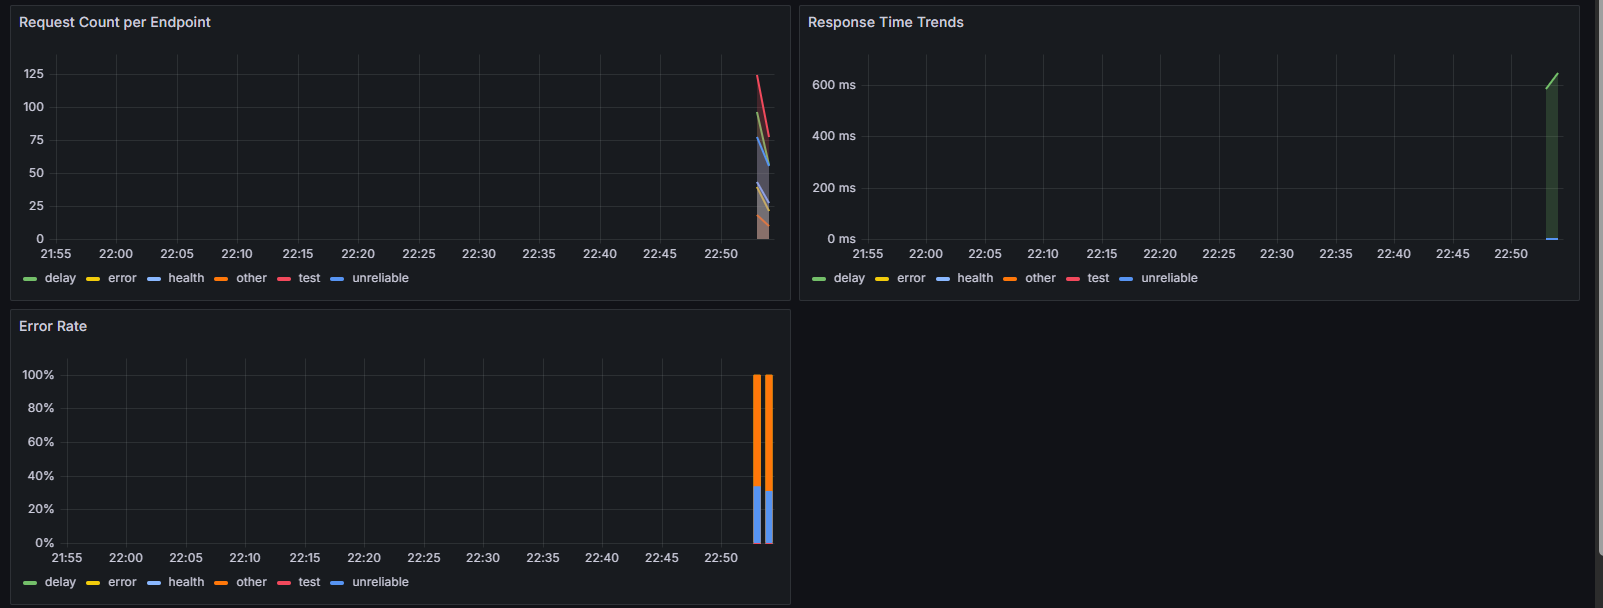 Request Count per Endpoint
125
100
75
50
25
0
21:55 22:00 22:05 22:10 22:15 22:20 22:25 22:30 22:35 22:40 22:45 22:50
delay error health other test unreliable
Response Time Trends
600 ms
400 ms
200 ms
0 ms
21:55 22:00 22:05 22:10 22:15 22:20 22:25 22:30 22:35 22:40 22:45 22:50
delay error health other test unreliable
Error Rate
100%
80%
60%
40%
20%
0%
21:55 22:00 22:05 22:10 22:15 22:20 22:25 22:30 22:35 22:40 22:45 22:50
delay error health other test unreliable